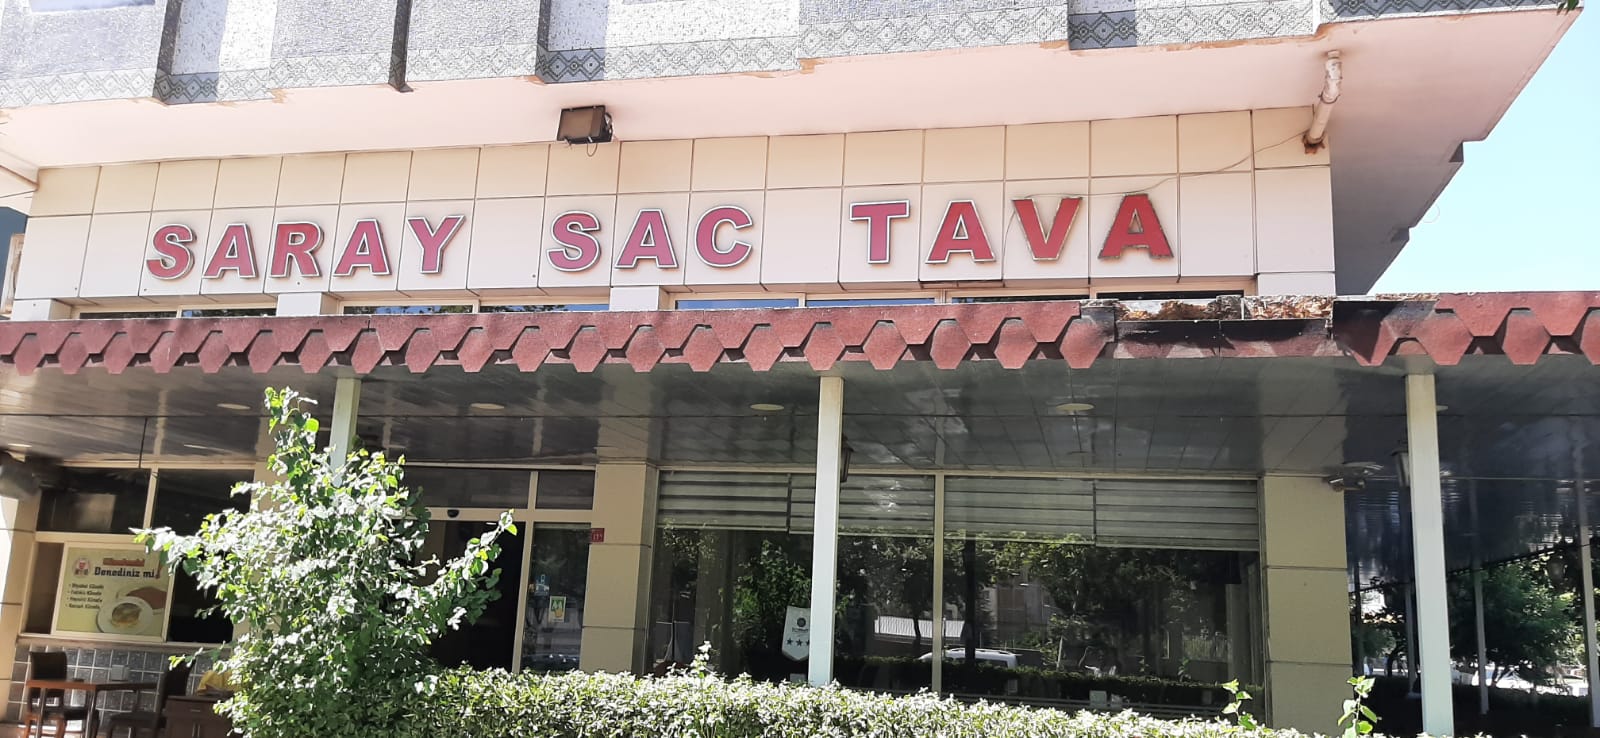 SARAY SAC TAVA
Denediniz mi